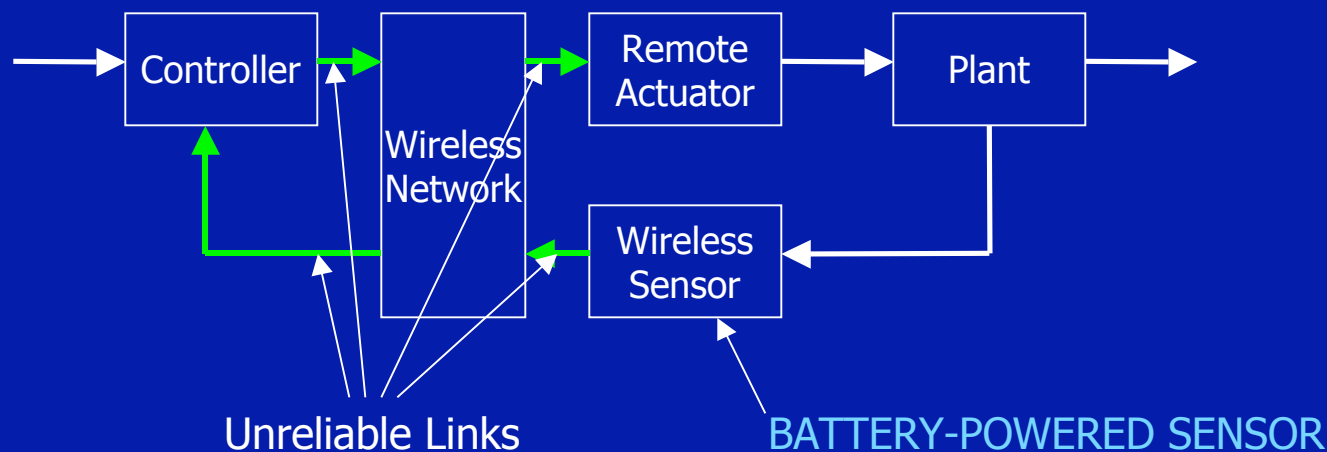 Controller
Wireless
Network
Remote
Actuator
Plant
Wireless
Sensor
Unreliable Links
BATTERY-POWERED SENSOR